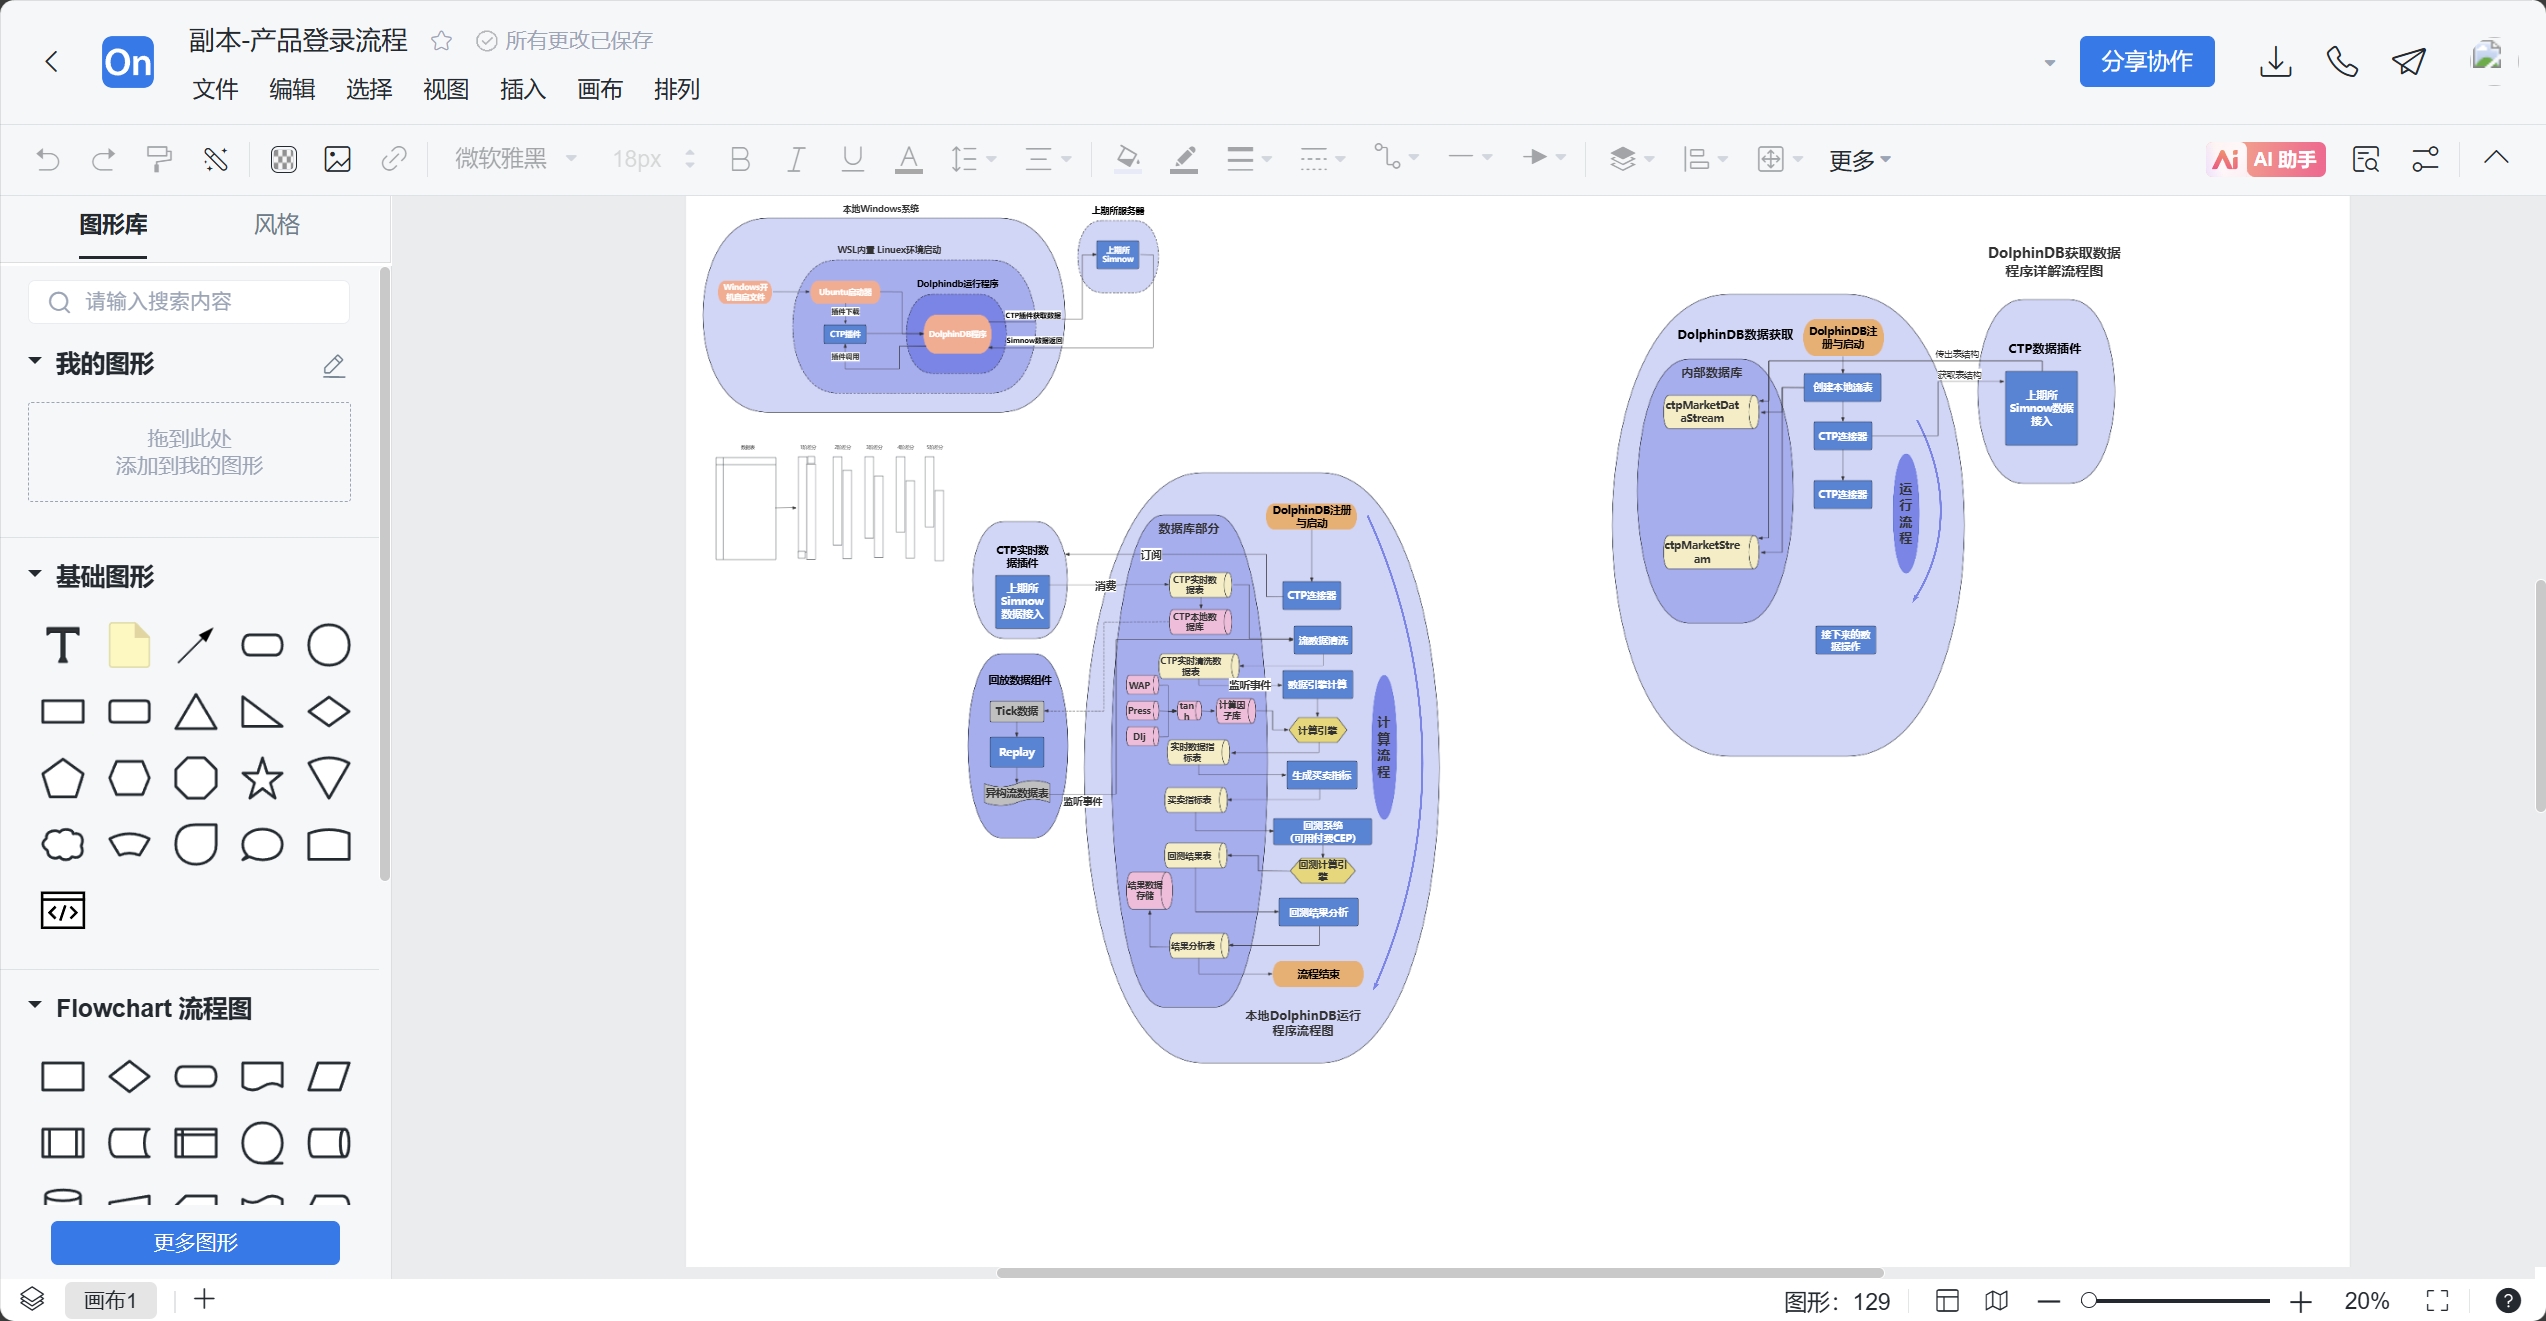 On
副本-产品登录流程
所有更改已保存
文件 编辑 选择 视图 插入 画布 排列
分享协作
微软雅黑
18px
更多
Ai AI 助手
图形库
风格
请输入搜索内容
我的图形
拖到此处
添加到我的图形
基础图形
T
Flowchart 流程图
更多图形
画布1
图形：129
20%
本地Windows系统
上期所服务器
WSL内置 Linuex环境启动
上期所
Simnow
Dolphindb运行程序
Windows开
机自启文件
Ubuntu启动器
插件下载
CTP插件
插件调用
DolphinDB程序
CTP插件获取数据
Simnow数据返回
数据库部分
DolphinDB注册
与启动
CTP实时数
据插件
上期所
Simnow
数据接入
订阅
消费
CTP实时数
据表
CTP连接器
CTP本地数
据库
流数据清洗
CTP实时清洗数
据表
监听事件
数据引擎计算
回放数据组件
Tick数据
Replay
异构流数据表
监听事件
WAP
Press
Dlj
tan
h
计算因
子库
计算引擎
实时数据指
标表
生成买卖指标
买卖指标表
回测系统
(可用付费CEP)
回测结果表
回测计算引
擎
结果数据
存储
回测结果分析
结果分析表
流程结束
计
算
流
程
本地DolphinDB运行
程序流程图
DolphinDB获取数据
程序详解流程图
DolphinDB数据获取
DolphinDB注
册与启动
内部数据库
创建本地流表
ctpMarketDat
aStream
CTP连接器
CTP连接器
ctpMarketStre
am
接下来的数
据操作
运
行
流
程
传出表结构
获取表结构
CTP数据插件
上期所
Simnow数据
接入